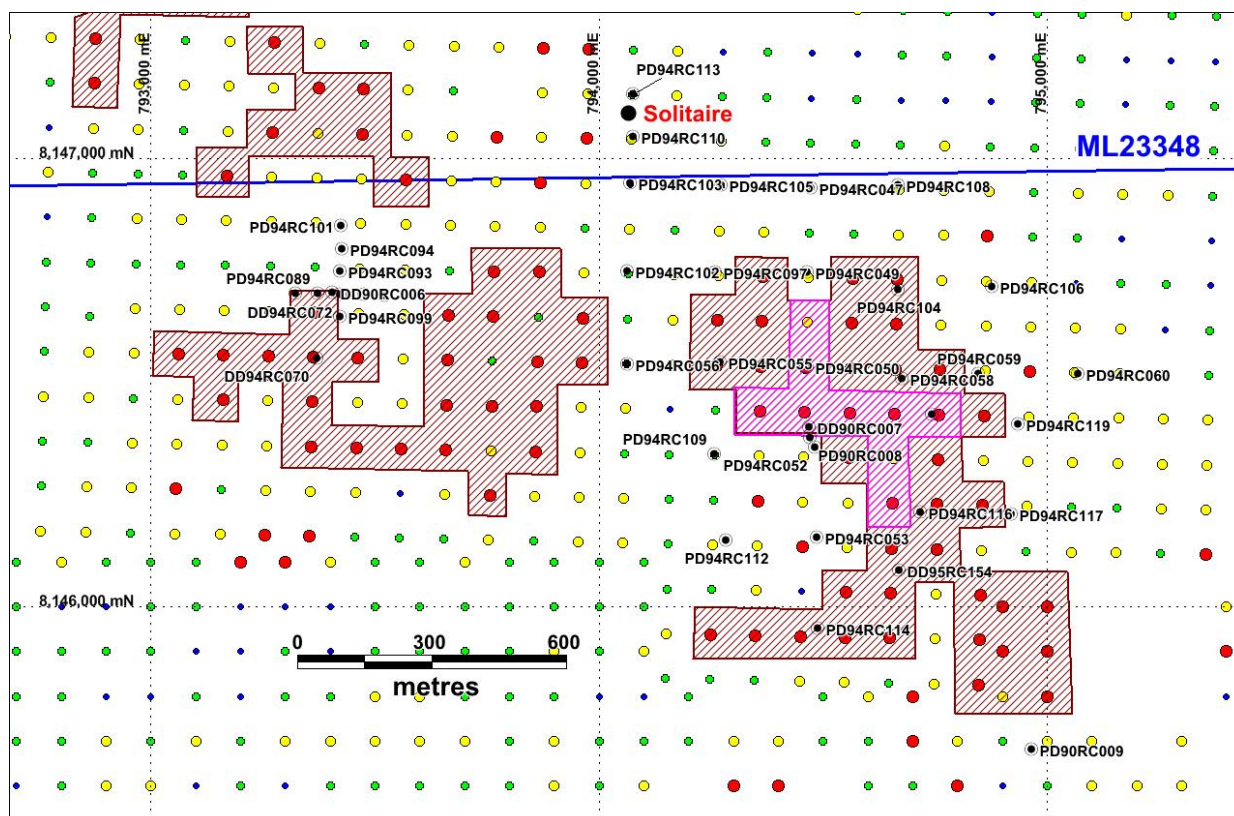 793,000 mE
794,000 mE
795,000 mE
PD94RC113
Solitaire
PD94RC110
8,147,000 mN
ML23348
PD94RC103
PD94RC105
PD94RC047
PD94RC108
PD94RC101
PD94RC094
PD94RC093
PD94RC102
PD94RC097
PD94RC049
PD94RC089
DD90RC006
PD94RC104
PD94RC106
DD94RC072
PD94RC099
PD94RC056
PD94RC055
PD94RC050
PD94RC059
DD94RC070
PD94RC058
PD94RC060
DD90RC007
PD94RC119
PD94RC109
PD90RC008
PD94RC052
PD94RC116
PD94RC117
PD94RC053
PD94RC112
DD95RC154
8,146,000 mN
PD94RC114
0 300 600
metres
PD90RC009